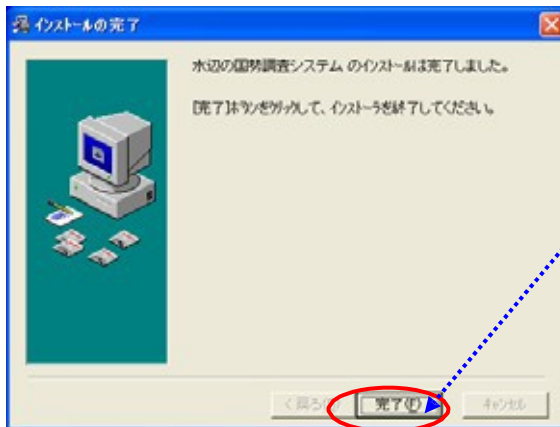 インストールの完了
水辺の国勢調査システム のインストールは完了しました。
[完了]ボタンをクリックして、インストーラを終了してください。
< 戻る(B)
完了(F)
キャンセル